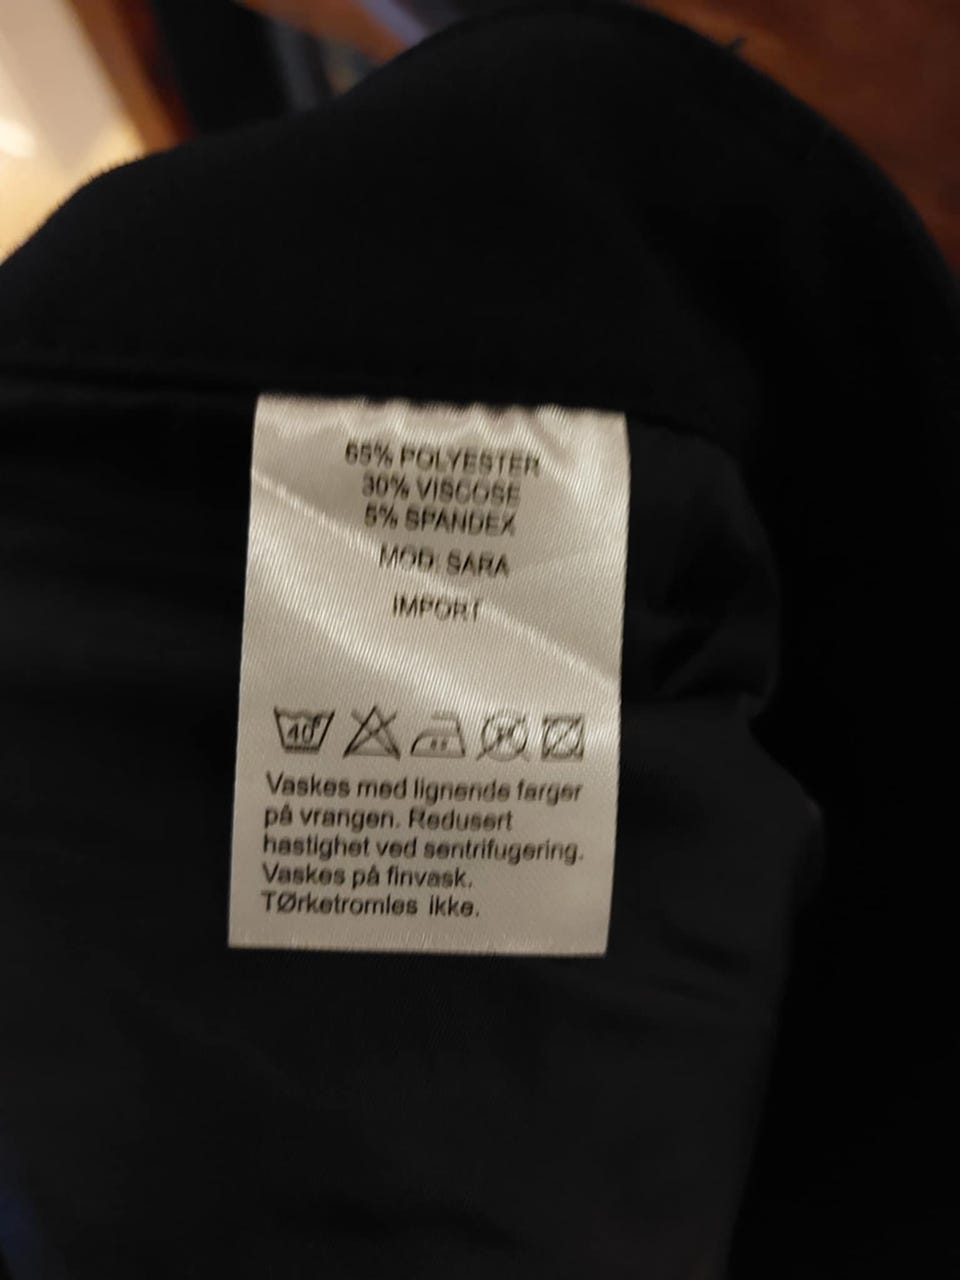 65% POLYESTER
30% VISCOSE
5% SPANDEX
MOD: SARA
IMPORT
40°
Vaskes med lignende farger
på vrangen. Redusert
hastighet ved sentrifugering.
Vaskes på finvask.
TØrketromles ikke.